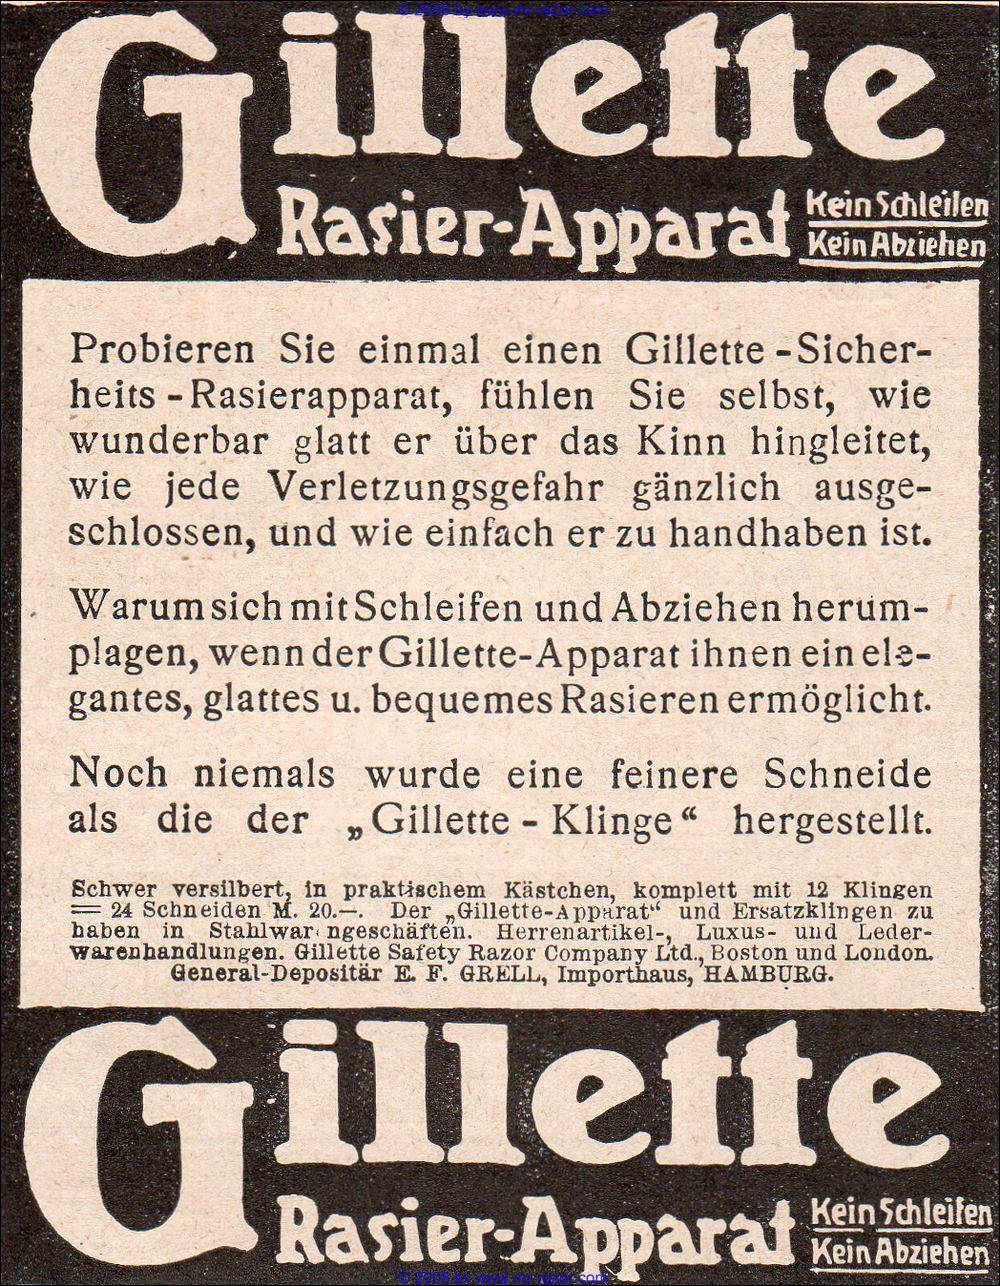 © 2006 by www.mr-razor.com
Gillette
Rasier-Apparat
Kein Schleifen
Kein Abziehen
Probieren Sie einmal einen Gillette-Sicher-
heits-Rasierapparat, fühlen Sie selbst, wie
wunderbar glatt er über das Kinn hingleitet,
wie jede Verletzungsgefahr gänzlich ausge-
schlossen, und wie einfach er zu handhaben ist.
Warum sich mit Schleifen und Abziehen herum-
plagen, wenn der Gillette-Apparat ihnen ein ele-
gantes, glattes u. bequemes Rasieren ermöglicht.
Noch niemals wurde eine feinere Schneide
als die der „Gillette-Klinge“ hergestellt.
Schwer versilbert, in praktischem Kästchen, komplett mit 12 Klingen
= 24 Schneiden M. 20.—. Der „Gillette-Apparat“ und Ersatzklingen zu
haben in Stahlwarengeschäften. Herrenartikel-, Luxus- und Leder-
warenhandlungen. Gillette Safety Razor Company Ltd., Boston und London.
General-Depositär E. F. GRELL, Importhaus, HAMBURG.
Gillette
Rasier-Apparat
Kein Schleifen
Kein Abziehen
© 2006 by www.mr-razor.com